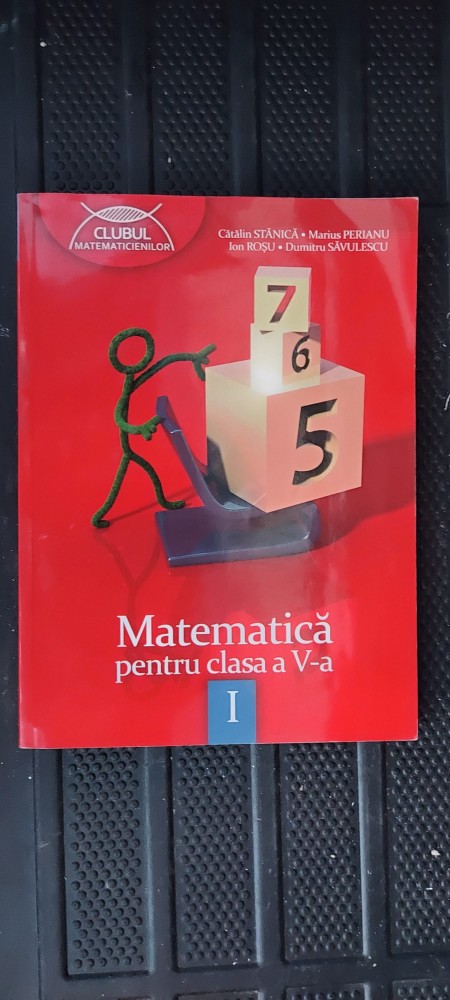 CLUBUL
MATEMATICIENILOR
Cătălin STĂNICĂ • Marius PERIANU
Ion ROȘU • Dumitru SĂVULESCU
7
6
5
Matematică
pentru clasa a V-a
I